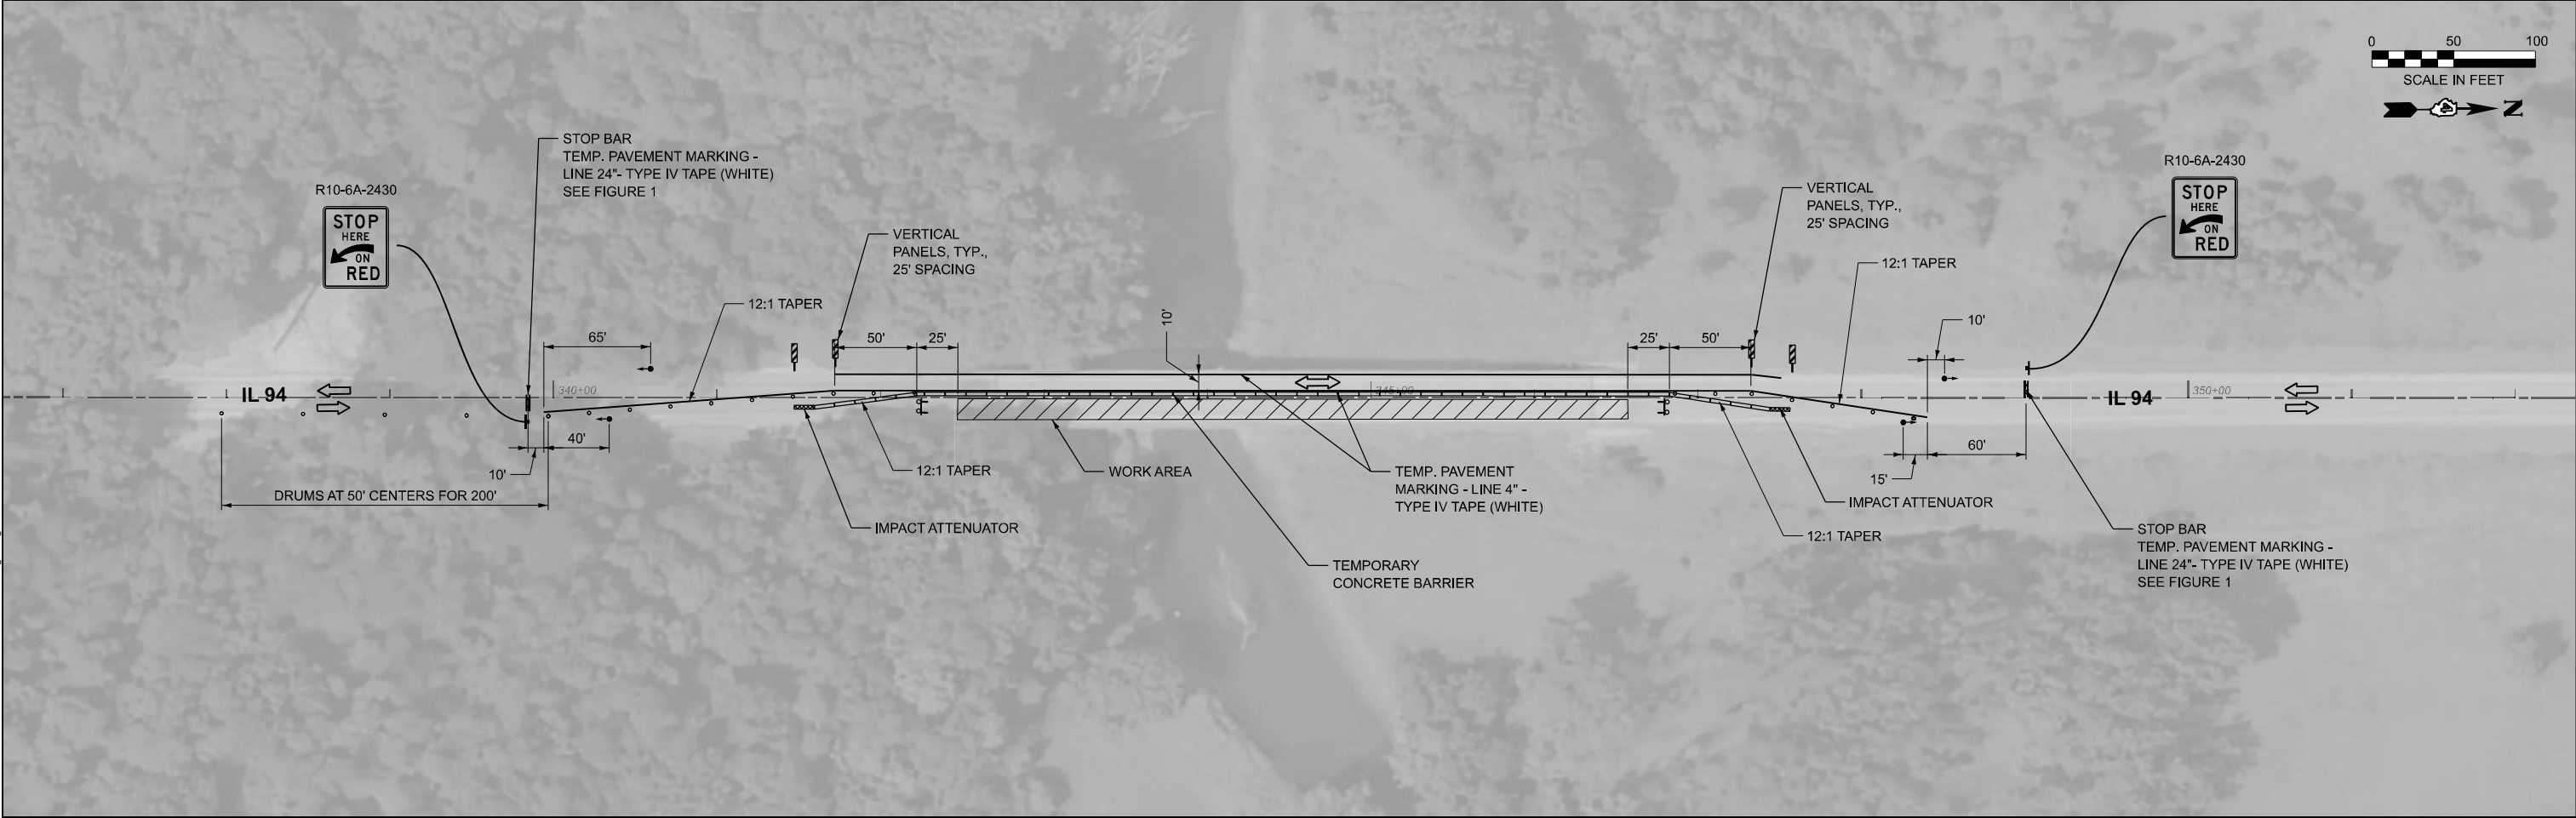 0 50 100
SCALE IN FEET
N
STOP BAR
TEMP. PAVEMENT MARKING -
LINE 24"- TYPE IV TAPE (WHITE)
SEE FIGURE 1
R10-6A-2430
STOP
HERE
ON
RED
VERTICAL
PANELS, TYP.,
25' SPACING
12:1 TAPER
65'
50'
25'
10'
340+00
IL 94
10'
40'
DRUMS AT 50' CENTERS FOR 200'
12:1 TAPER
IMPACT ATTENUATOR
WORK AREA
345+00
TEMP. PAVEMENT
MARKING - LINE 4" -
TYPE IV TAPE (WHITE)
TEMPORARY
CONCRETE BARRIER
R10-6A-2430
STOP
HERE
ON
RED
VERTICAL
PANELS, TYP.,
25' SPACING
12:1 TAPER
25'
50'
10'
IL 94
350+00
60'
15'
IMPACT ATTENUATOR
12:1 TAPER
STOP BAR
TEMP. PAVEMENT MARKING -
LINE 24"- TYPE IV TAPE (WHITE)
SEE FIGURE 1